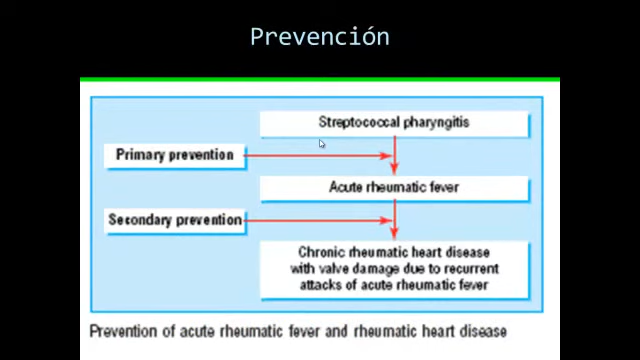 Prevención
Streptococcal pharyngitis
Primary prevention
Acute rheumatic fever
Secondary prevention
Chronic rheumatic heart disease
with valve damage due to recurrent
attacks of acute rheumatic fever
Prevention of acute rheumatic fever and rheumatic heart disease